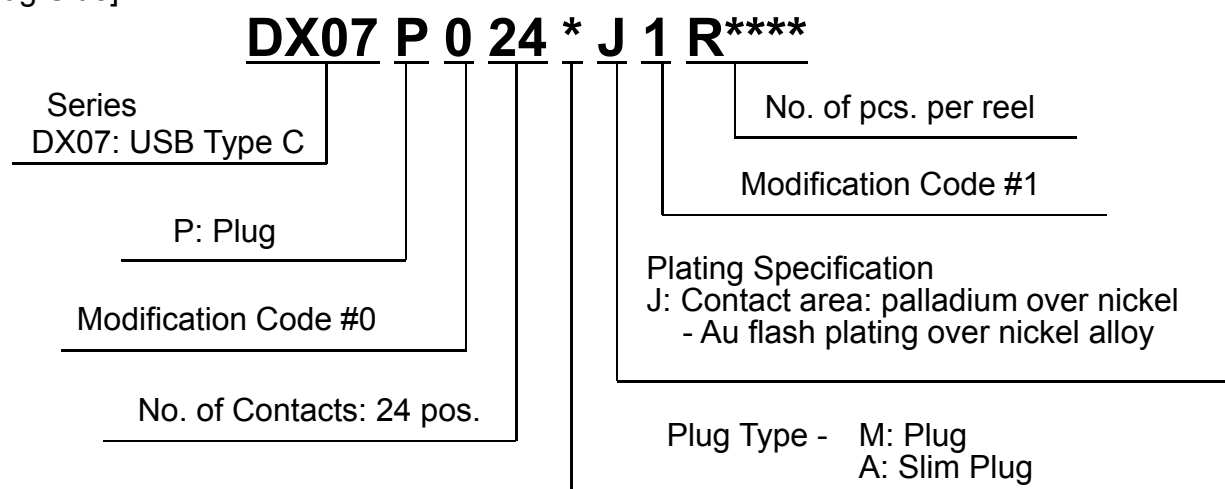 DX07 P 0 24 * J 1 R****
Series
DX07: USB Type C
No. of pcs. per reel
Modification Code #1
P: Plug
Plating Specification
J: Contact area: palladium over nickel
- Au flash plating over nickel alloy
Modification Code #0
No. of Contacts: 24 pos.
Plug Type - M: Plug
A: Slim Plug